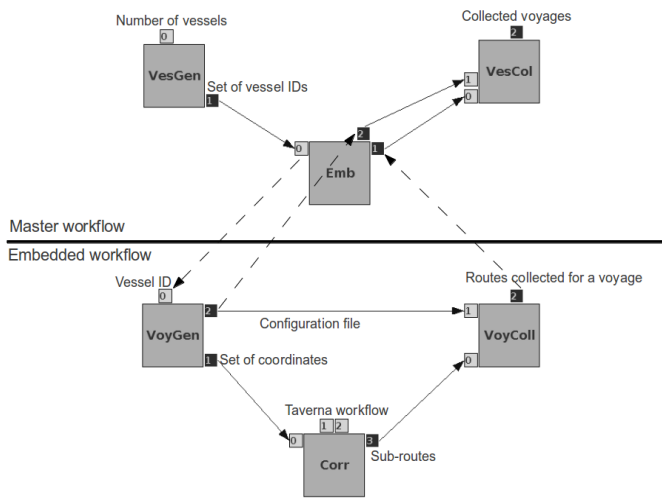 Number of vessels
Collected voyages
0
2
VesGen
VesCol
1
Set of vessel IDs
1
0
2
0
1
Emb
Master workflow
Embedded workflow
Vessel ID
Routes collected for a voyage
0
2
2
1
VoyGen
Configuration file
VoyColl
1
Set of coordinates
0
Taverna workflow
1 2
0
3
Corr
Sub-routes